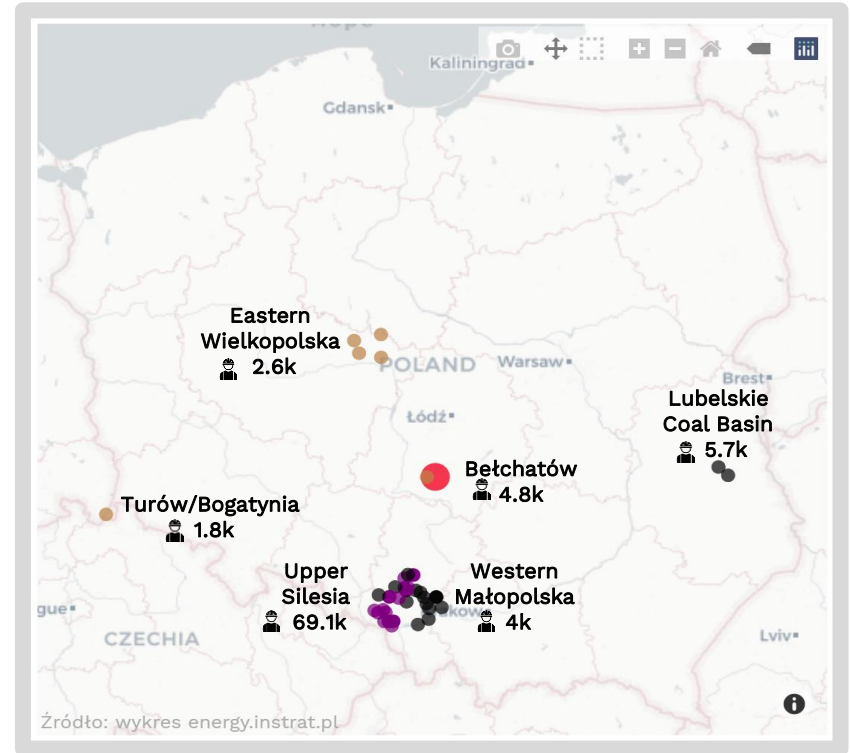 Kaliningrad
Gdansk
Eastern
Wielkopolska
2.6k
POLAND
Warsaw
Brest
Lubelskie
Coal Basin
5.7k
Łódź
Bełchatów
4.8k
Turów/Bogatynia
1.8k
Upper
Silesia
69.1k
Western
Małopolska
4k
gue
CZECHIA
Lviv
Źródło: wykres energy.instrat.pl